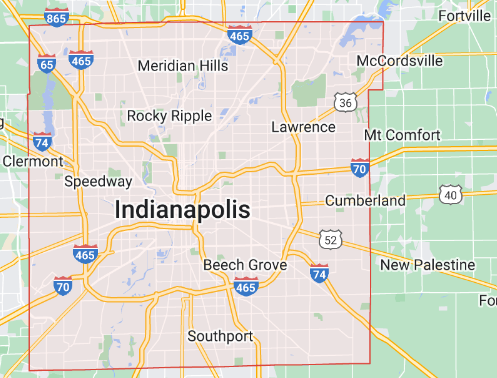 865
Fortville
465
65
465
Meridian Hills
McCordsville
36
Rocky Ripple
Lawrence
Mt Comfort
74
Clermont
70
Speedway
40
Cumberland
Indianapolis
52
465
Beech Grove
New Palestine
74
70
465
Fo
Southport